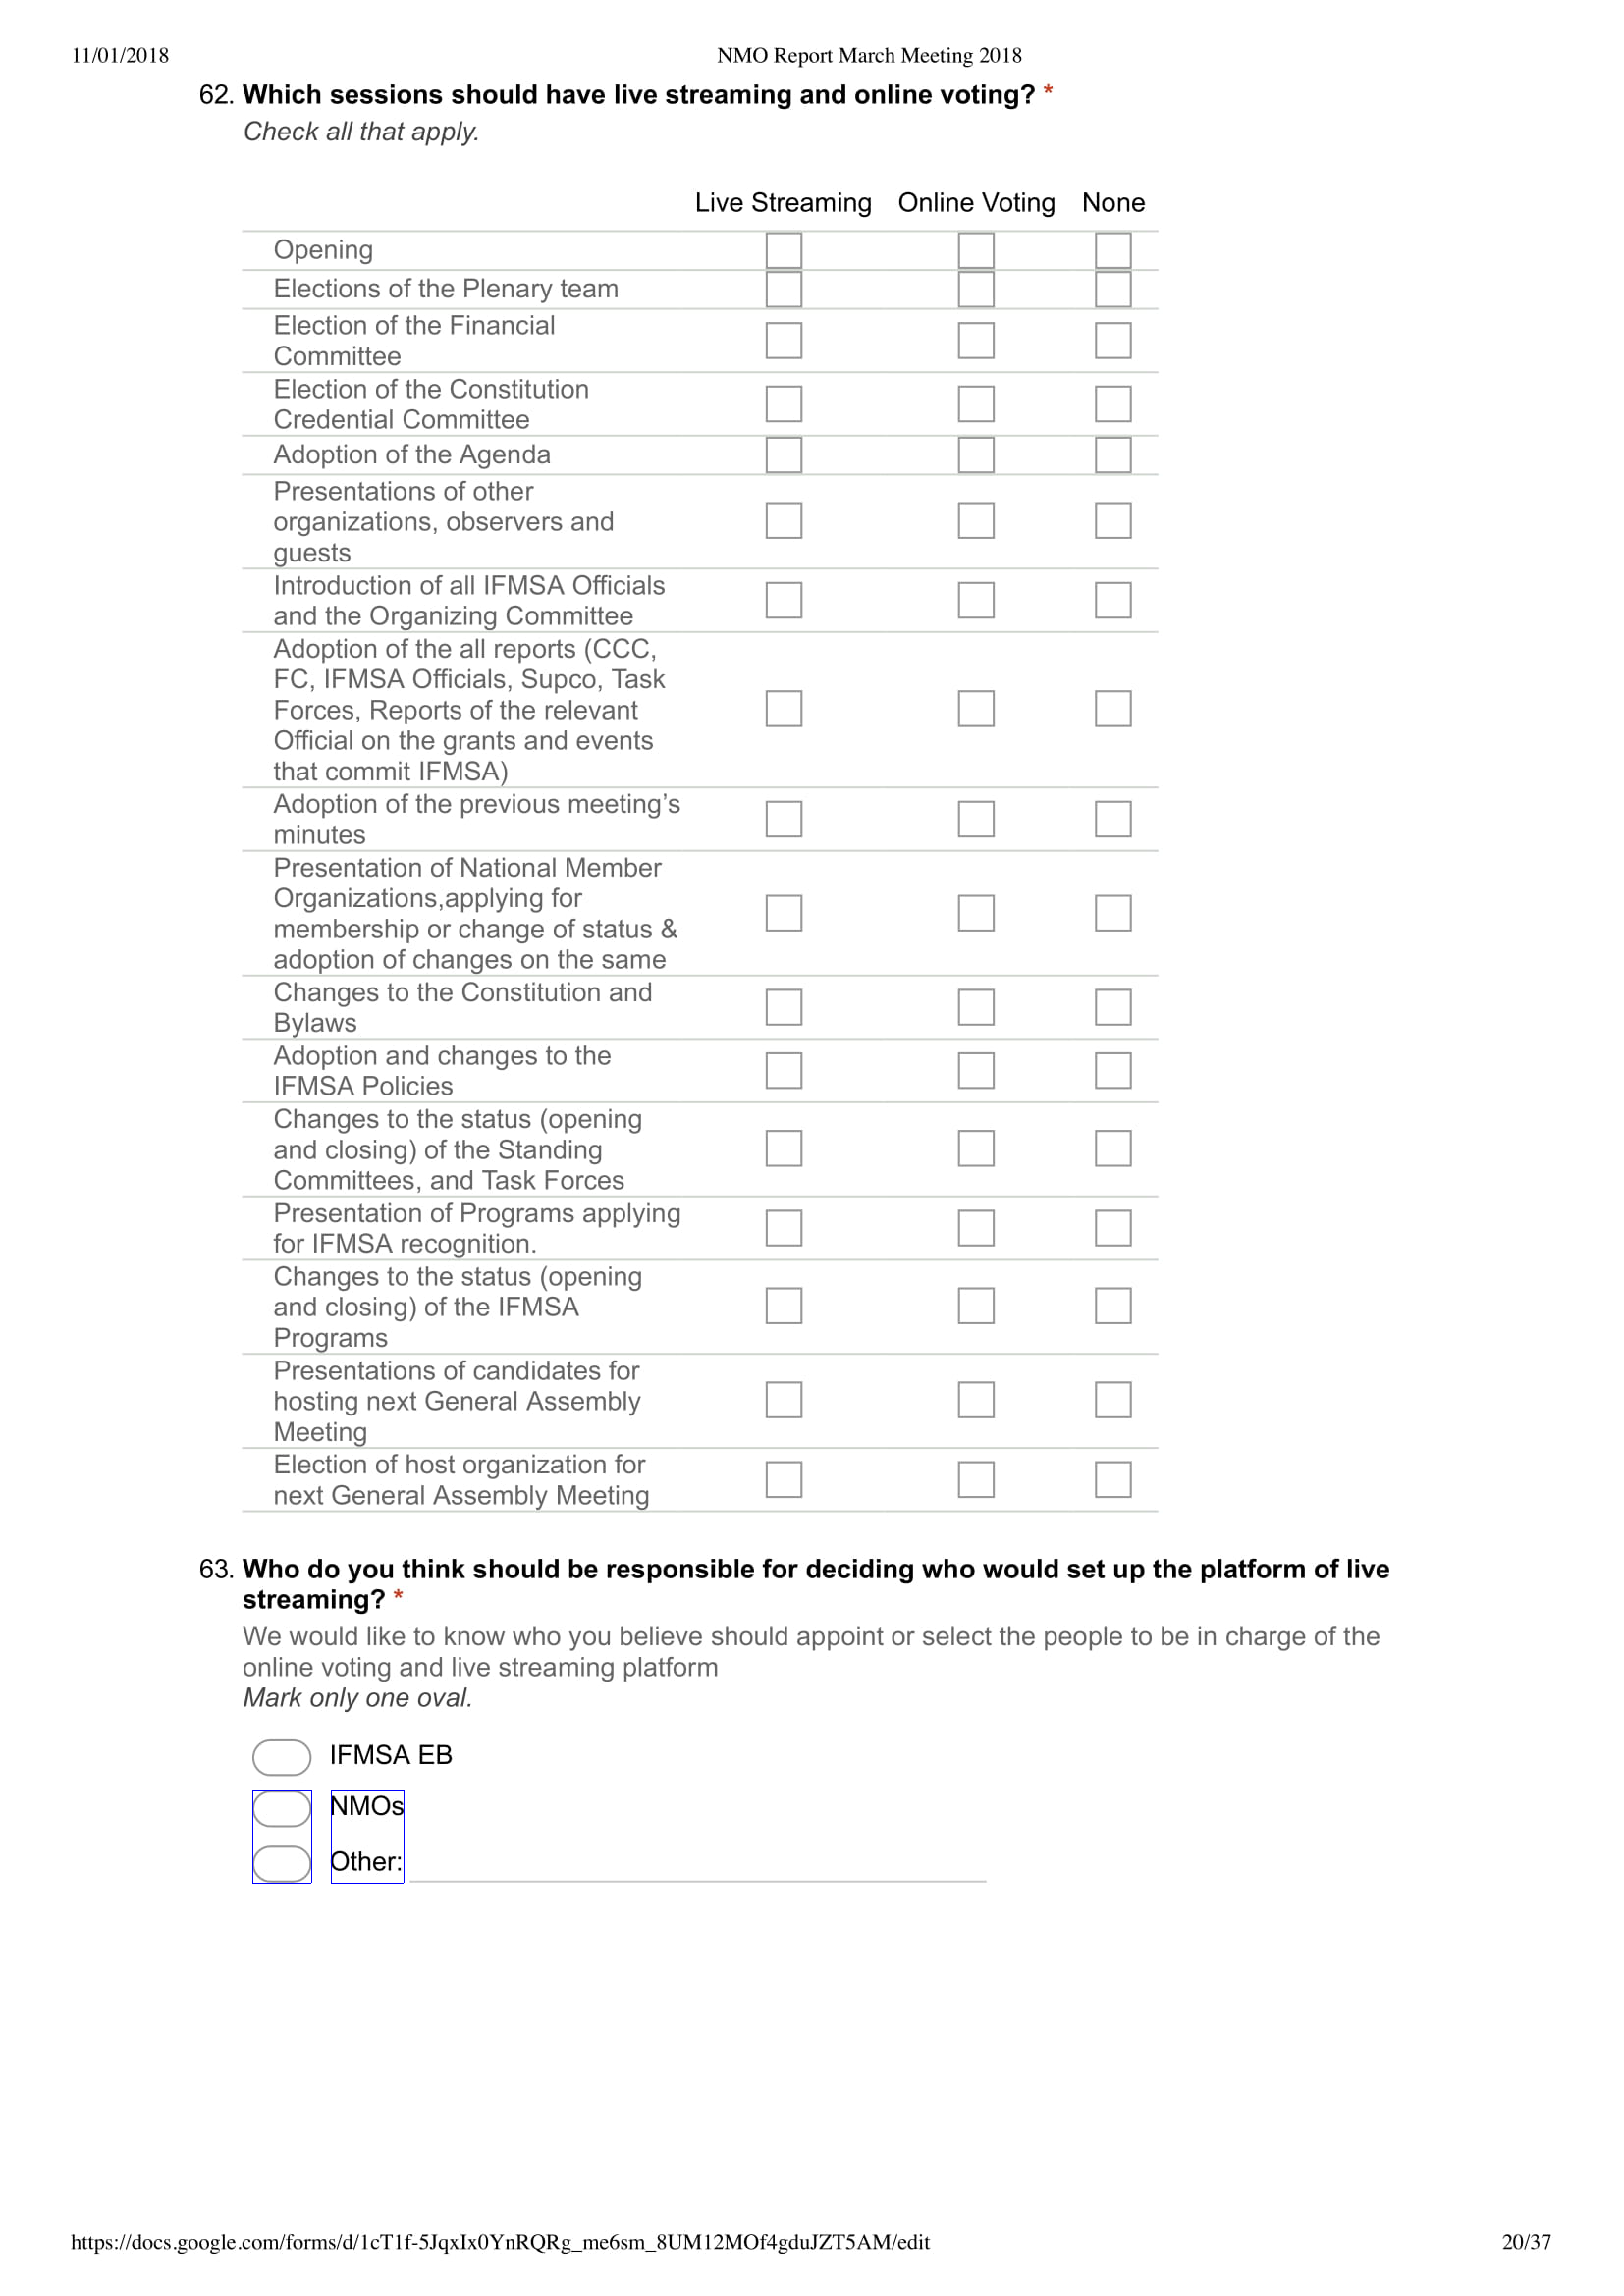 11/01/2018 NMO Report March Meeting 2018
62. Which sessions should have live streaming and online voting? *
Check all that apply.
Live Streaming Online Voting None
Opening
Elections of the Plenary team
Election of the Financial
Committee
Election of the Constitution
Credential Committee
Adoption of the Agenda
Presentations of other
organizations, observers and
guests
Introduction of all IFMSA Officials
and the Organizing Committee
Adoption of the all reports (CCC,
FC, IFMSA Officials, Supco, Task
Forces, Reports of the relevant
Official on the grants and events
that commit IFMSA)
Adoption of the previous meeting’s
minutes
Presentation of National Member
Organizations,applying for
membership or change of status &
adoption of changes on the same
Changes to the Constitution and
Bylaws
Adoption and changes to the
IFMSA Policies
Changes to the status (opening
and closing) of the Standing
Committees, and Task Forces
Presentation of Programs applying
for IFMSA recognition.
Changes to the status (opening
and closing) of the IFMSA
Programs
Presentations of candidates for
hosting next General Assembly
Meeting
Election of host organization for
next General Assembly Meeting
63. Who do you think should be responsible for deciding who would set up the platform of live
streaming? *
We would like to know who you believe should appoint or select the people to be in charge of the
online voting and live streaming platform
Mark only one oval.
IFMSA EB
NMOs
Other:
https://docs.google.com/forms/d/1cT1f-5JqxIx0YnRQRg_me6sm_8UM12MOf4gduJZT5AM/edit 20/37